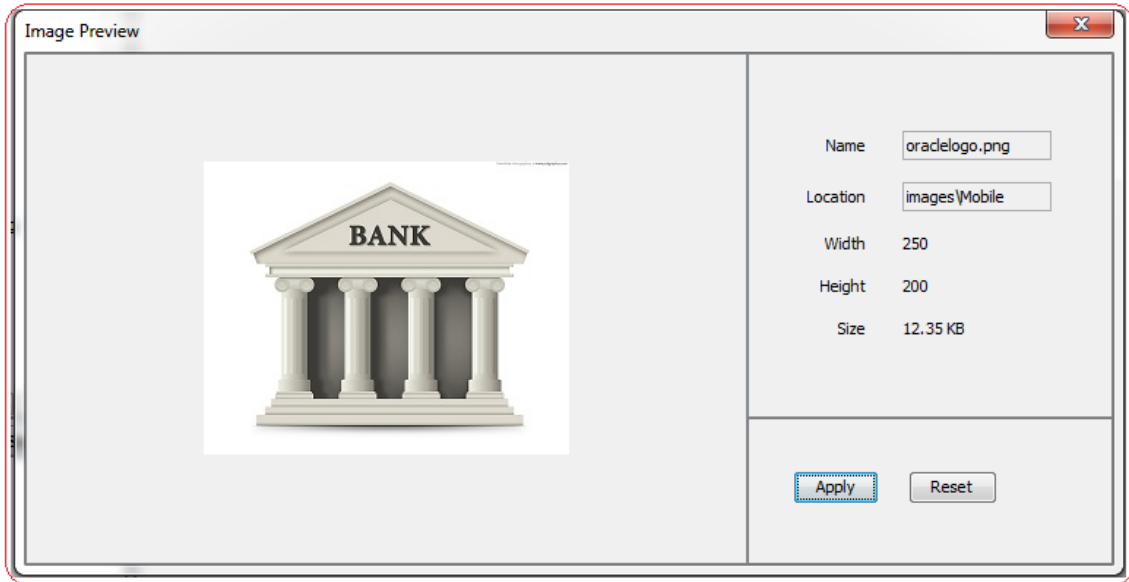 Image Preview
BANK
Name oraclelogo.png
Location images\Mobile
Width 250
Height 200
Size 12.35 KB
Apply Reset